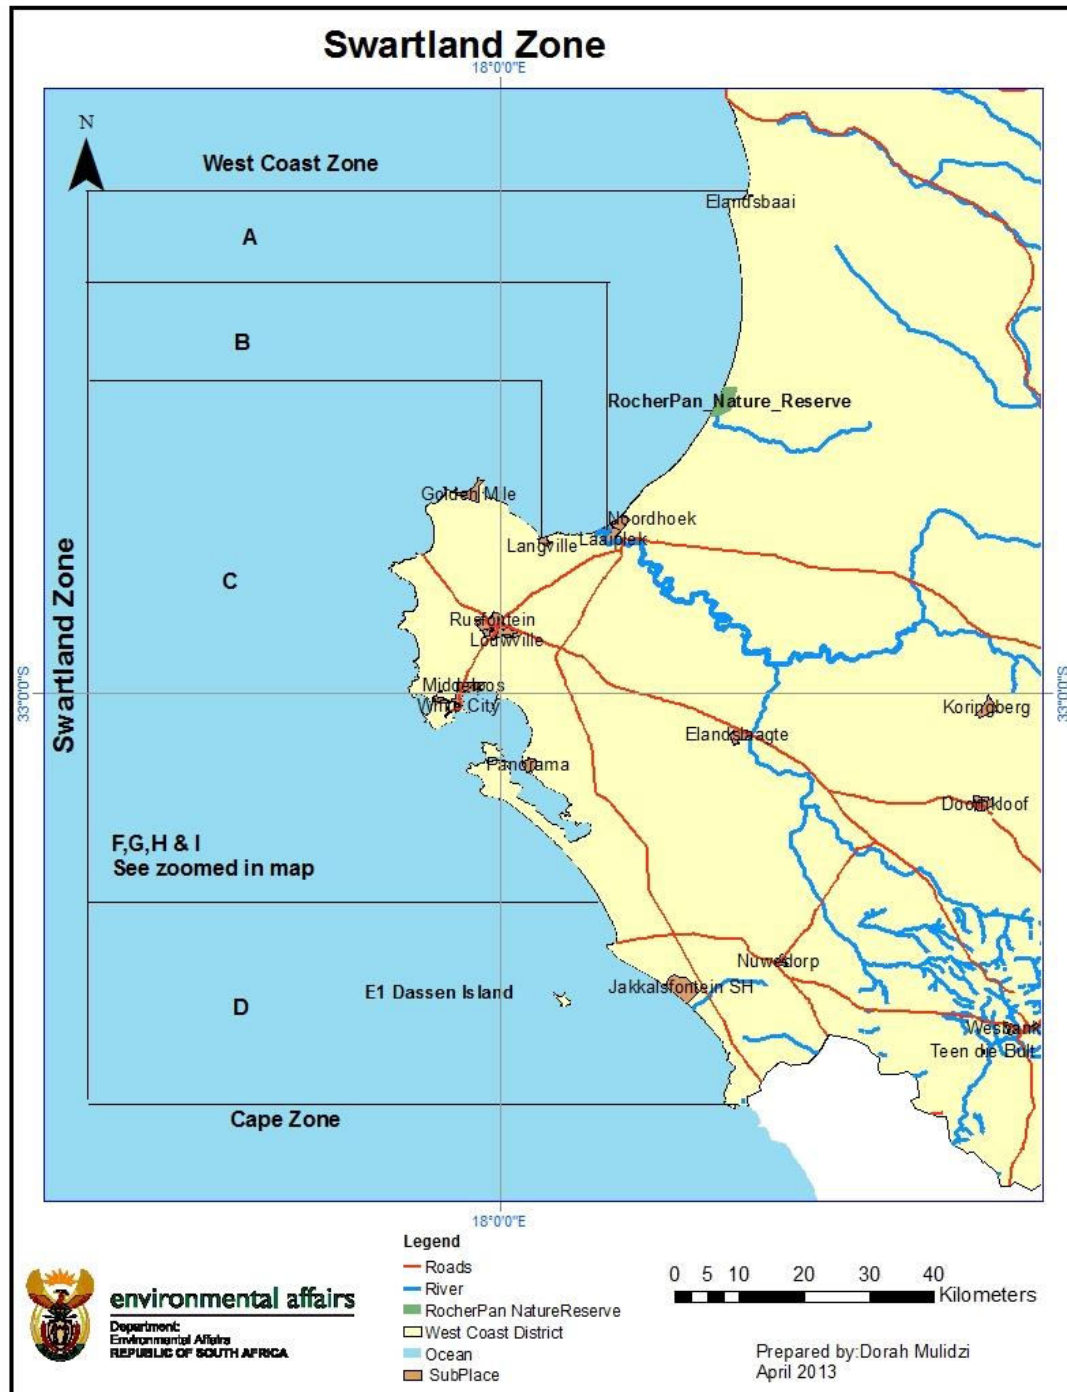 Swartland Zone
18°0'0"E
N
West Coast Zone
Elandsbaai
A
B
RocherPan_Nature_Reserve
Golden Mile
Noordhoek
Laaiplek
Langville
C
Rusfontein
Louwville
Swartland Zone
33°0'0"S
33°0'0"S
White City
Koringberg
Elandslaagte
Panorama
F,G,H & I
See zoomed in map
Nuwedorp
Jakkalsfontein SH
E1 Dassen Island
D
Wesbank
Teen die Bult
Cape Zone
18°0'0"E
Legend
Roads
River
RocherPan NatureReserve
West Coast District
Ocean
SubPlace
0 5 10 20 30 40
Kilometers
environmental affairs
Department:
Environmental Affairs
REPUBLIC OF SOUTH AFRICA
Prepared by:Dorah Mulidzi
April 2013